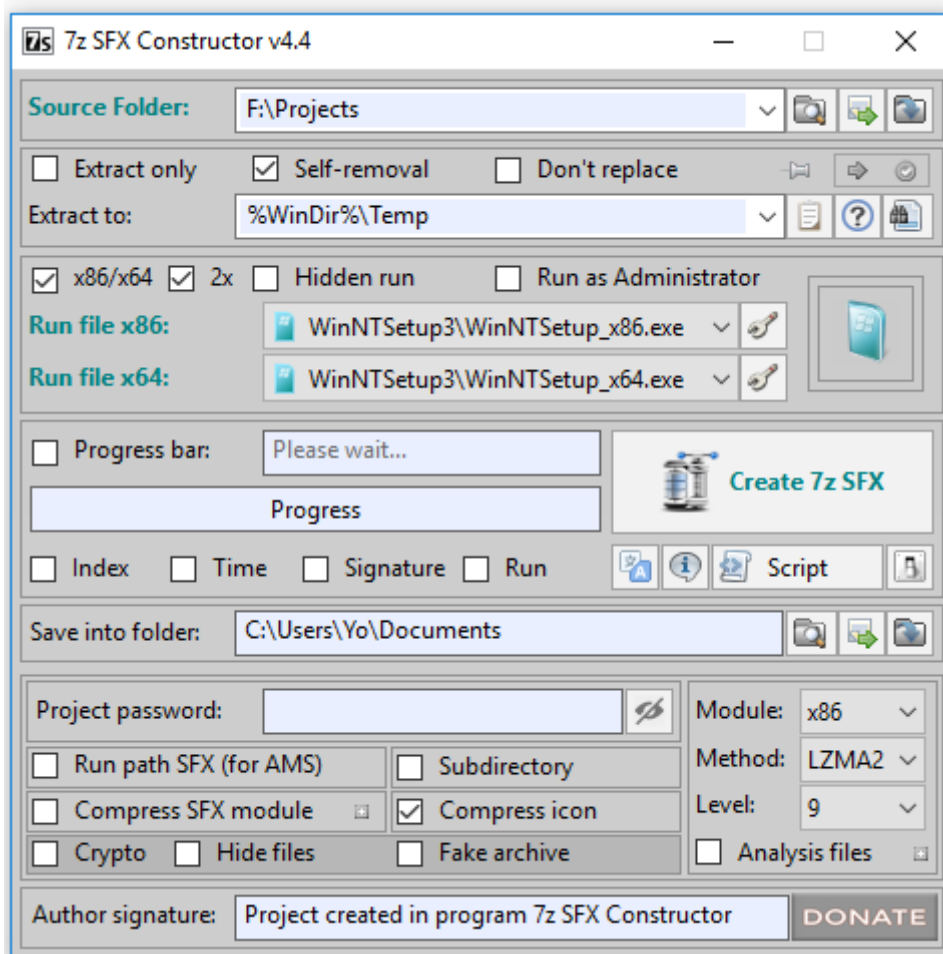 7z SFX Constructor v4.4
Source Folder: F:\Projects
Extract only Self-removal Don't replace
Extract to: %WinDir%\Temp
x86/x64 2x Hidden run Run as Administrator
Run file x86: WinNTSetup3\WinNTSetup_x86.exe
Run file x64: WinNTSetup3\WinNTSetup_x64.exe
Progress bar: Please wait...
Create 7z SFX
Progress
Index Time Signature Run Script
Save into folder: C:\Users\Yo\Documents
Project password: Module: x86
Run path SFX (for AMS) Subdirectory Method: LZMA2
Compress SFX module Compress icon Level: 9
Crypto Hide files Fake archive Analysis files
Author signature: Project created in program 7z SFX Constructor DONATE